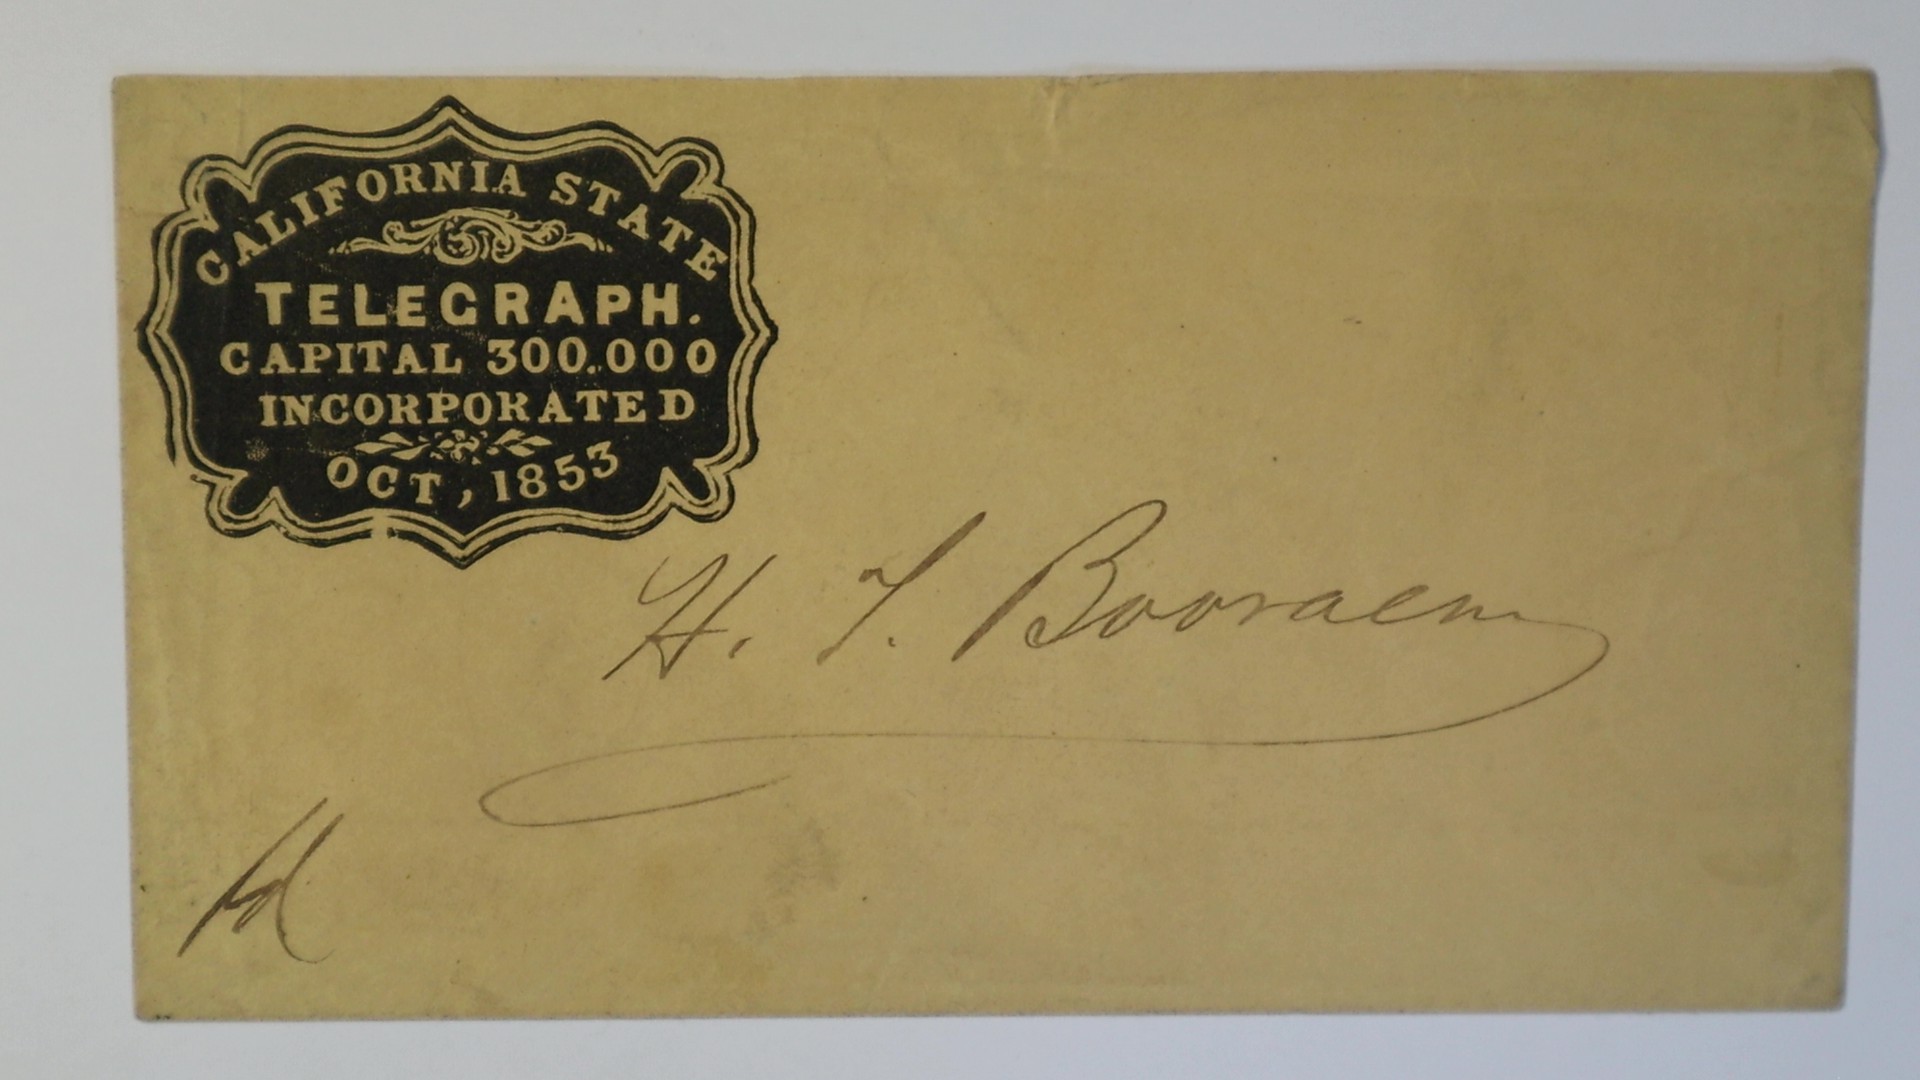 CALIFORNIA STATE
TELEGRAPH.
CAPITAL 300.000
INCORPORATED
OCT, 1853
H. T. Booraem